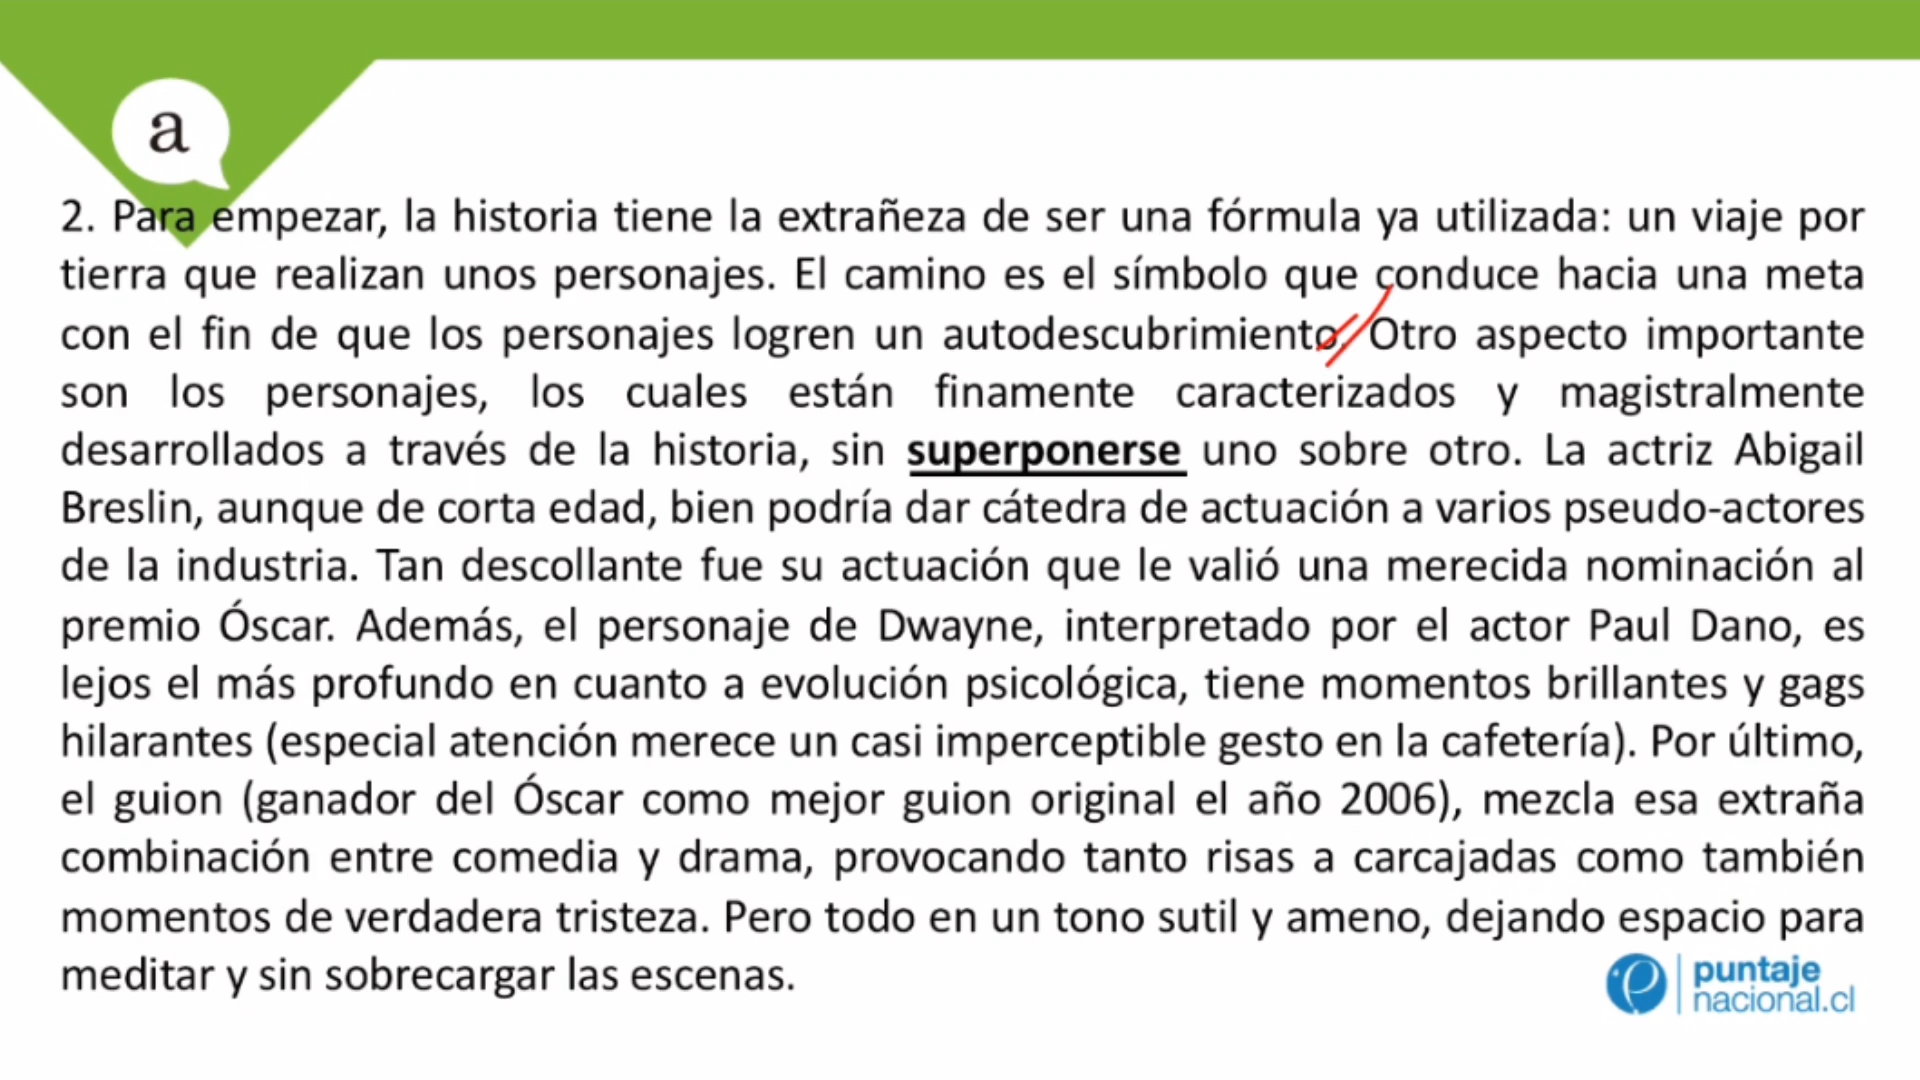 a
2. Para empezar, la historia tiene la extrañeza de ser una fórmula ya utilizada: un viaje por
tierra que realizan unos personajes. El camino es el símbolo que conduce hacia una meta
con el fin de que los personajes logren un autodescubrimiento. Otro aspecto importante
son los personajes, los cuales están finamente caracterizados y magistralmente
desarrollados a través de la historia, sin superponerse uno sobre otro. La actriz Abigail
Breslin, aunque de corta edad, bien podría dar cátedra de actuación a varios pseudo-actores
de la industria. Tan descollante fue su actuación que le valió una merecida nominación al
premio Óscar. Además, el personaje de Dwayne, interpretado por el actor Paul Dano, es
lejos el más profundo en cuanto a evolución psicológica, tiene momentos brillantes y gags
hilarantes (especial atención merece un casi imperceptible gesto en la cafetería). Por último,
el guion (ganador del Óscar como mejor guion original el año 2006), mezcla esa extraña
combinación entre comedia y drama, provocando tanto risas a carcajadas como también
momentos de verdadera tristeza. Pero todo en un tono sutil y ameno, dejando espacio para
meditar y sin sobrecargar las escenas.
puntaje
nacional.cl